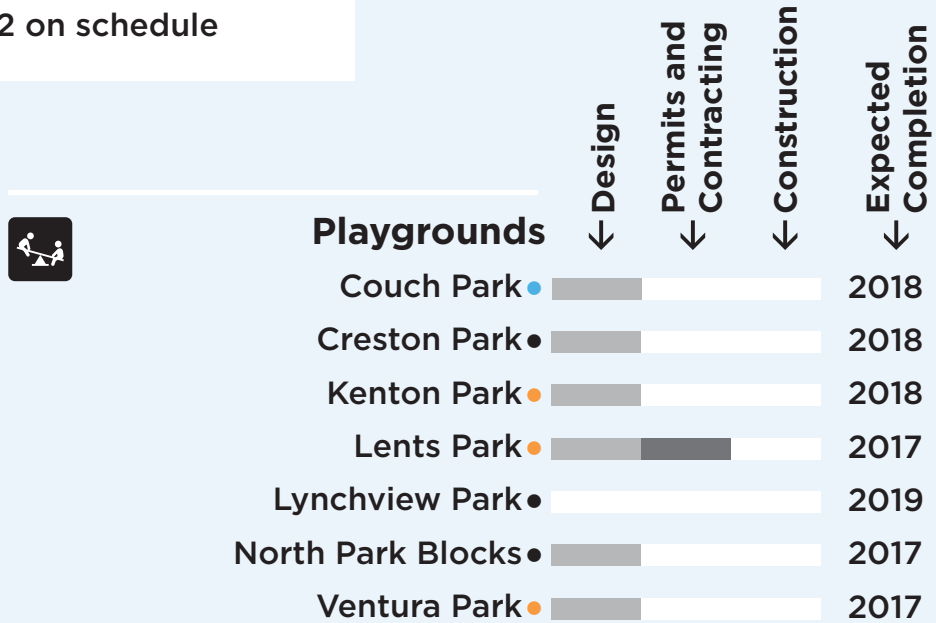 2 on schedule
← Design
← Permits and
Contracting
← Construction
← Expected
Completion
Playgrounds
Couch Park • 2018
Creston Park • 2018
Kenton Park • 2018
Lents Park • 2017
Lynchview Park • 2019
North Park Blocks • 2017
Ventura Park • 2017